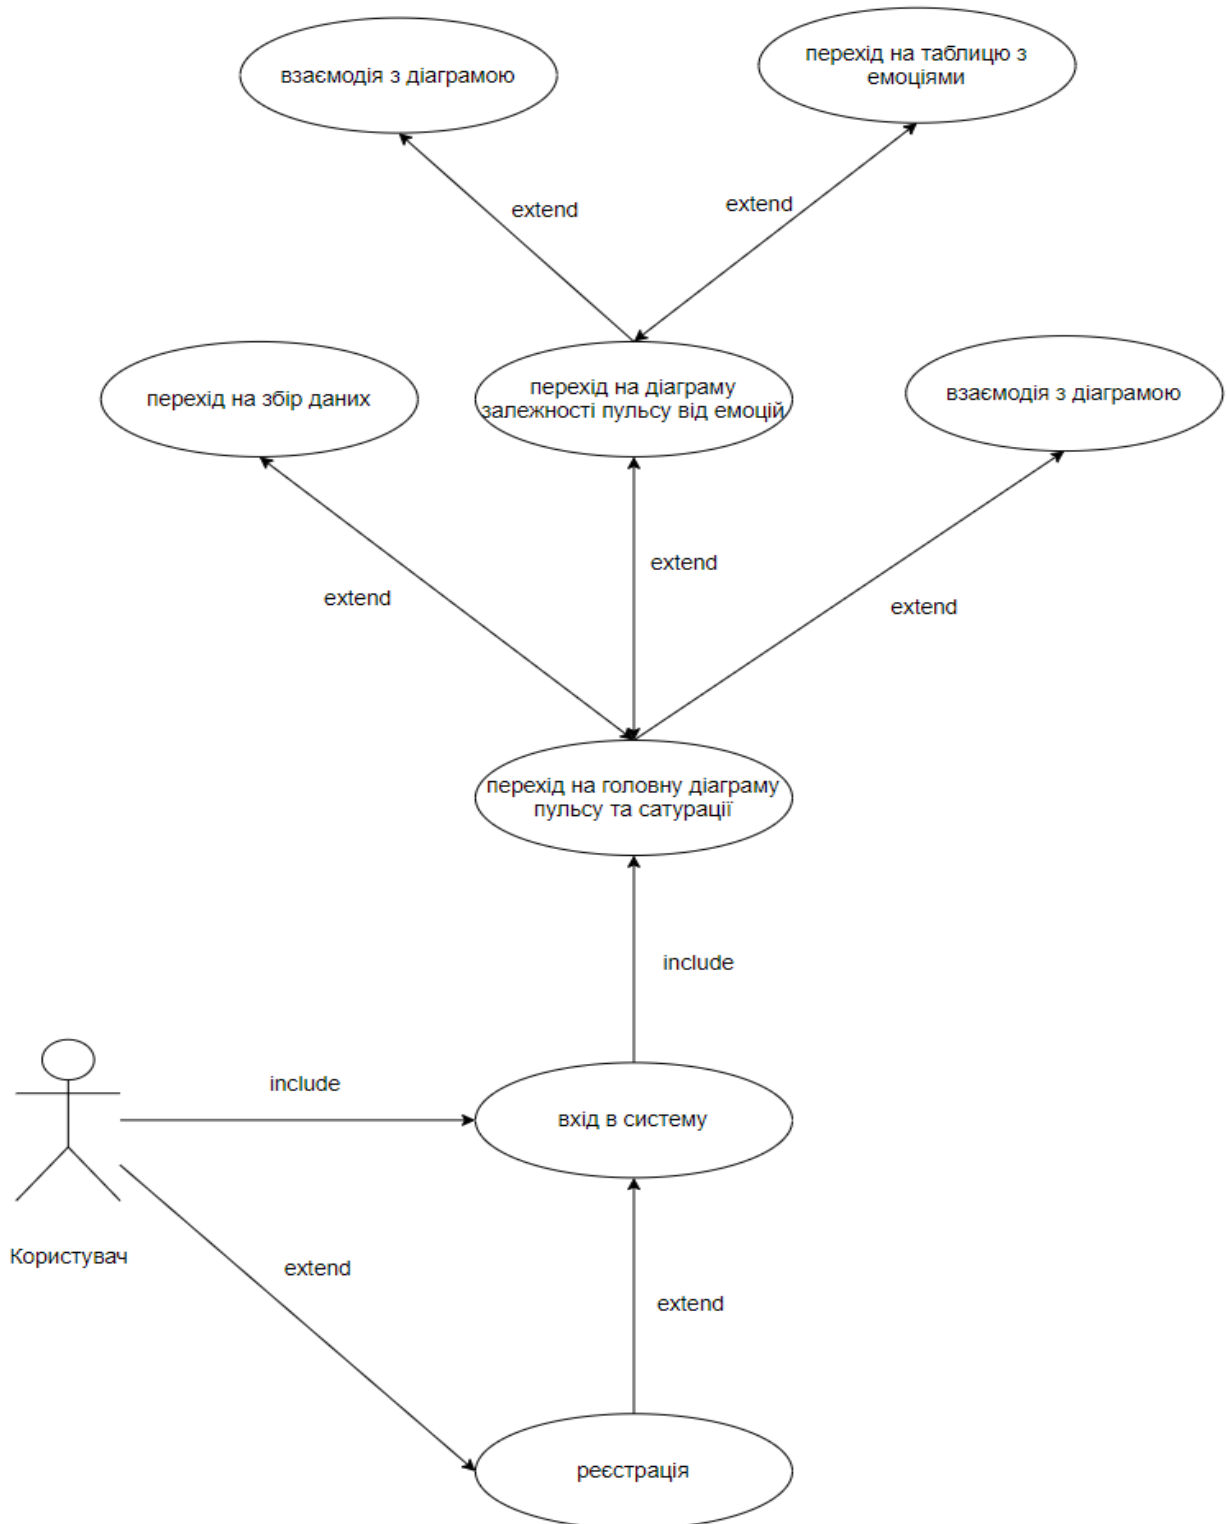 взаємодія з діаграмою
перехід на таблицю з
емоціями
extend
extend
перехід на збір даних
перехід на діаграму
залежності пульсу від емоцій
взаємодія з діаграмою
extend
extend
extend
перехід на головну діаграму
пульсу та сатурації
include
include
вхід в систему
Користувач
extend
extend
реєстрація